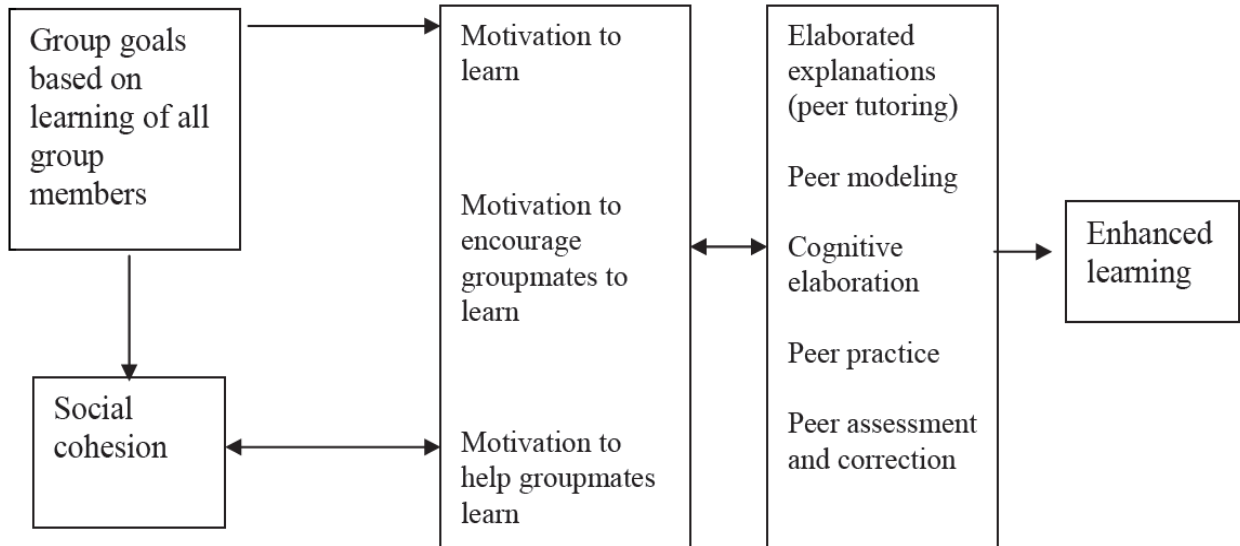 Group goals
based on
learning of all
group
members
Social
cohesion
Motivation to
learn
Motivation to
encourage
groupmates to
learn
Motivation to
help groupmates
learn
Elaborated
explanations
(peer tutoring)
Peer modeling
Cognitive
elaboration
Peer practice
Peer assessment
and correction
Enhanced
learning